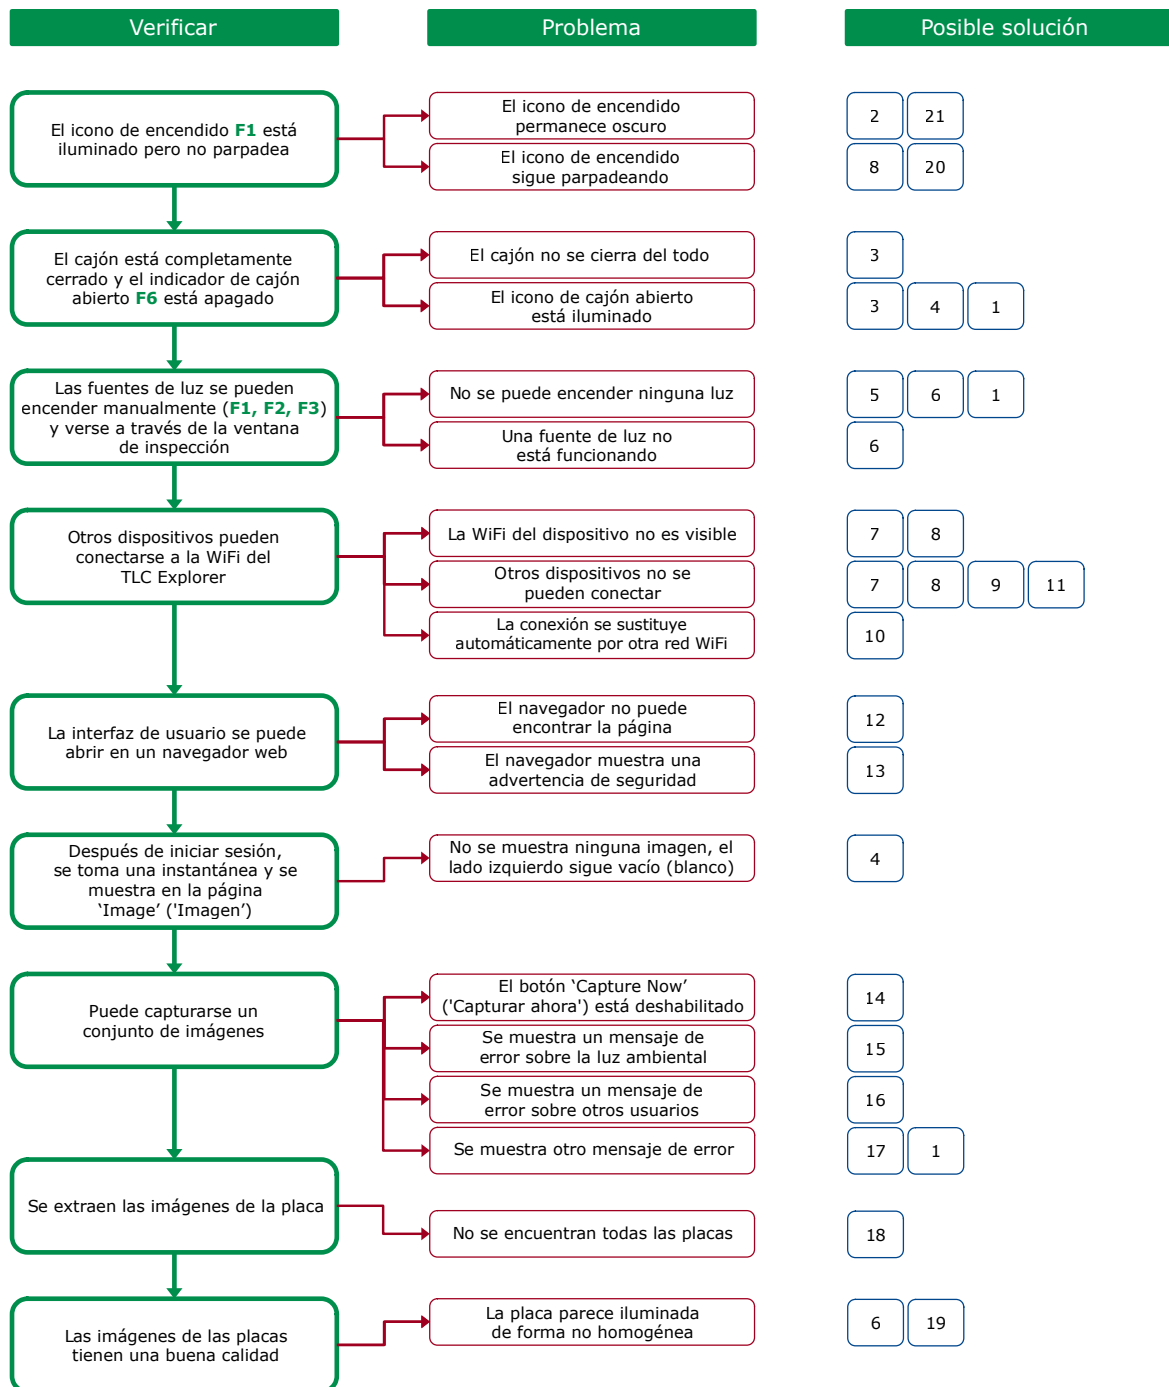 Verificar
Problema
Posible solución
El icono de encendido F1 está
iluminado pero no parpadea
El icono de encendido
permanece oscuro
2
21
El icono de encendido
sigue parpadeando
8
20
El cajón está completamente
cerrado y el indicador de cajón
abierto F6 está apagado
El cajón no se cierra del todo
3
El icono de cajón abierto
está iluminado
3
4
1
Las fuentes de luz se pueden
encender manualmente (F1, F2, F3)
y verse a través de la ventana
de inspección
No se puede encender ninguna luz
5
6
1
Una fuente de luz no
está funcionando
6
Otros dispositivos pueden
conectarse a la WiFi del
TLC Explorer
La WiFi del dispositivo no es visible
7
8
Otros dispositivos no se
pueden conectar
7
8
9
11
La conexión se sustituye
automáticamente por otra red WiFi
10
La interfaz de usuario se puede
abrir en un navegador web
El navegador no puede
encontrar la página
12
El navegador muestra una
advertencia de seguridad
13
Después de iniciar sesión,
se toma una instantánea y se
muestra en la página
‘Image’ ('Imagen’)
No se muestra ninguna imagen, el
lado izquierdo sigue vacío (blanco)
4
Puede capturarse un
conjunto de imágenes
El botón ‘Capture Now’
('Capturar ahora') está deshabilitado
14
Se muestra un mensaje de
error sobre la luz ambiental
15
Se muestra un mensaje de
error sobre otros usuarios
16
Se muestra otro mensaje de error
17
1
Se extraen las imágenes de la placa
No se encuentran todas las placas
18
Las imágenes de las placas
tienen una buena calidad
La placa parece iluminada
de forma no homogénea
6
19